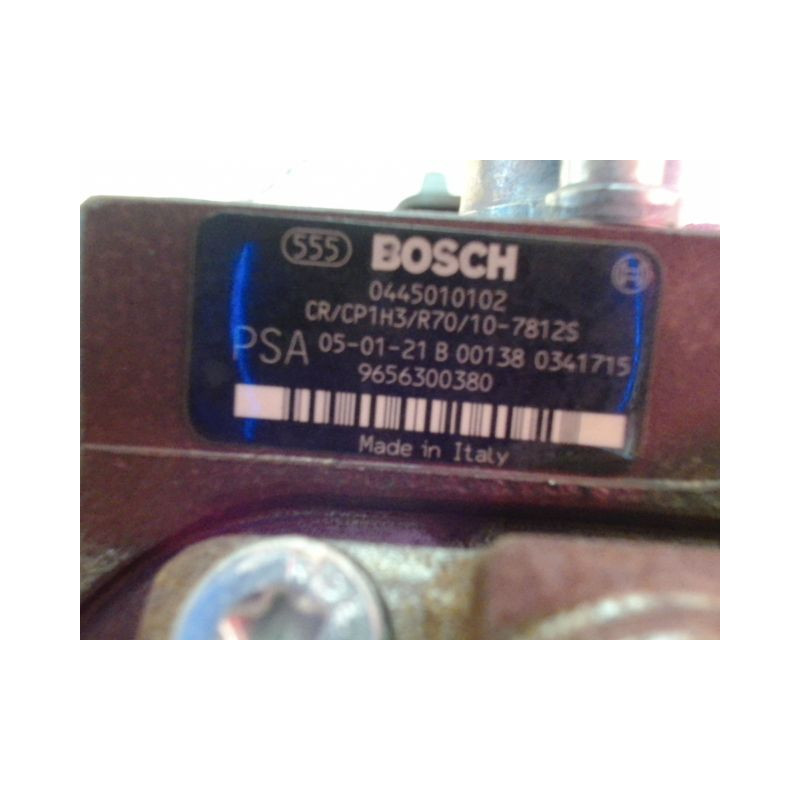 555 BOSCH
0445010102
CR/CP1H3/R70/10-7812S
PSA 05-01-21 B 00138 0341715
9656300380
Made in Italy